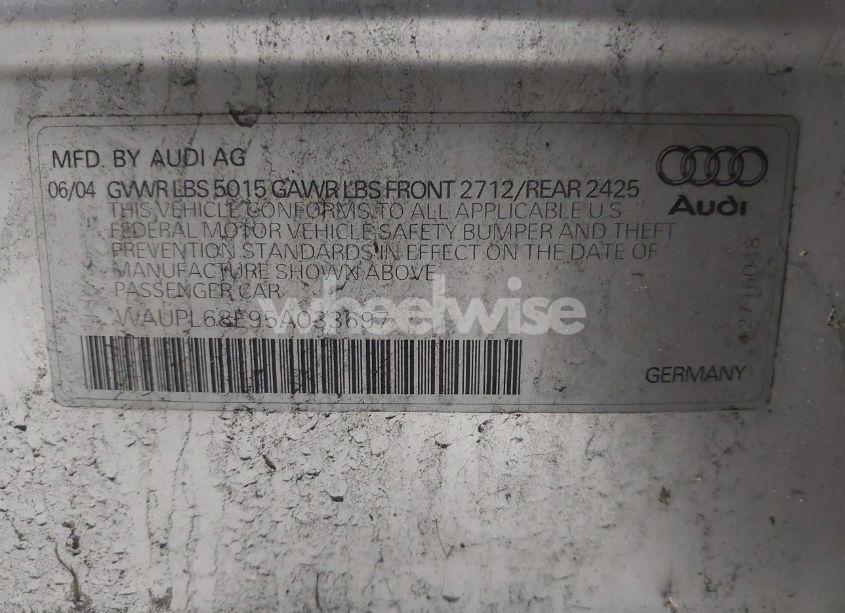 MFD. BY AUDI AG
06/04 GVWR LBS 5015 GAWR LBS FRONT 2712/REAR 2425
THIS VEHICLE CONFORMS TO ALL APPLICABLE U S
FEDERAL MOTOR VEHICLE SAFETY BUMPER AND THEFT
PREVENTION STANDARDS IN EFFECT ON THE DATE OF
MANUFACTURE SHOWX ABOVE
PASSENGER CAR
WAUPL68E95A033697
Audi
GERMANY
wheelwise